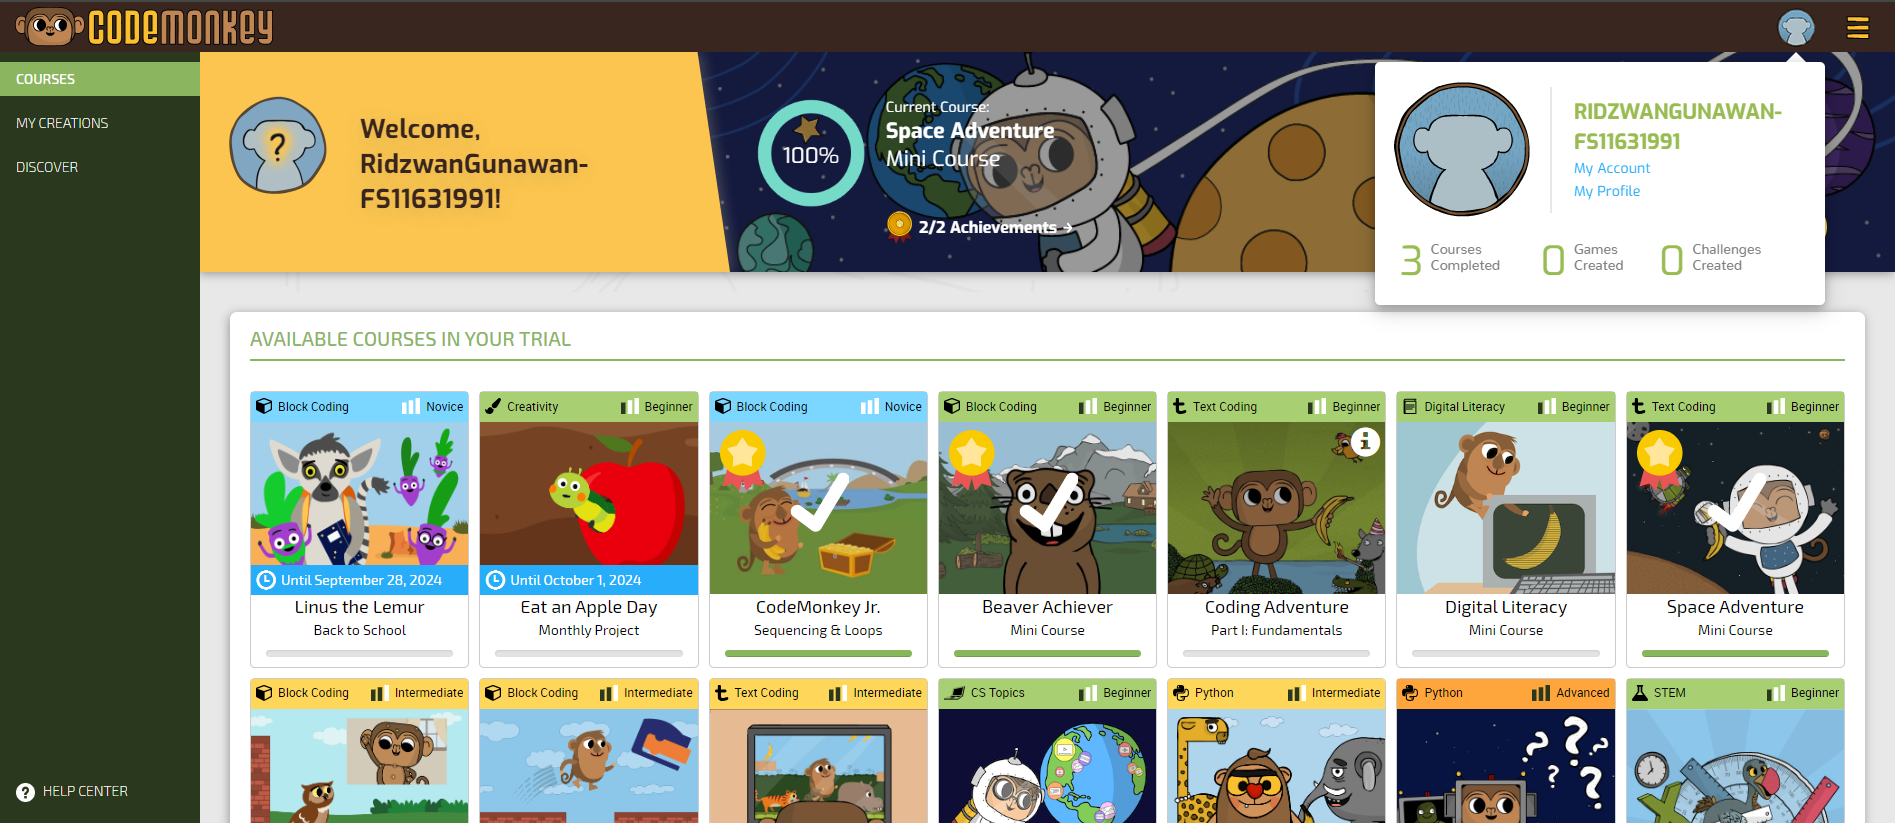 CODEMONKEY
COURSES
MY CREATIONS
DISCOVER
HELP CENTER
?
Welcome,
RidzwanGunawan-
FS11631991!
100%
Current Course:
Space Adventure
Mini Course
2/2 Achievements →
RIDZWANGUNAWAN-
FS11631991
My Account
My Profile
3 Courses Completed
0 Games Created
0 Challenges Created
AVAILABLE COURSES IN YOUR TRIAL
Block Coding Novice
Until September 28, 2024
Linus the Lemur
Back to School
Creativity Beginner
Until October 1, 2024
Eat an Apple Day
Monthly Project
Block Coding Novice
CodeMonkey Jr.
Sequencing & Loops
Block Coding Beginner
Beaver Achiever
Mini Course
Text Coding Beginner
Coding Adventure
Part I: Fundamentals
Digital Literacy Beginner
Digital Literacy
Mini Course
Text Coding Beginner
Space Adventure
Mini Course
Block Coding Intermediate
Block Coding Intermediate
Text Coding Intermediate
CS Topics Beginner
Python Intermediate
Python Advanced
? ? ? ? ?
STEM Beginner